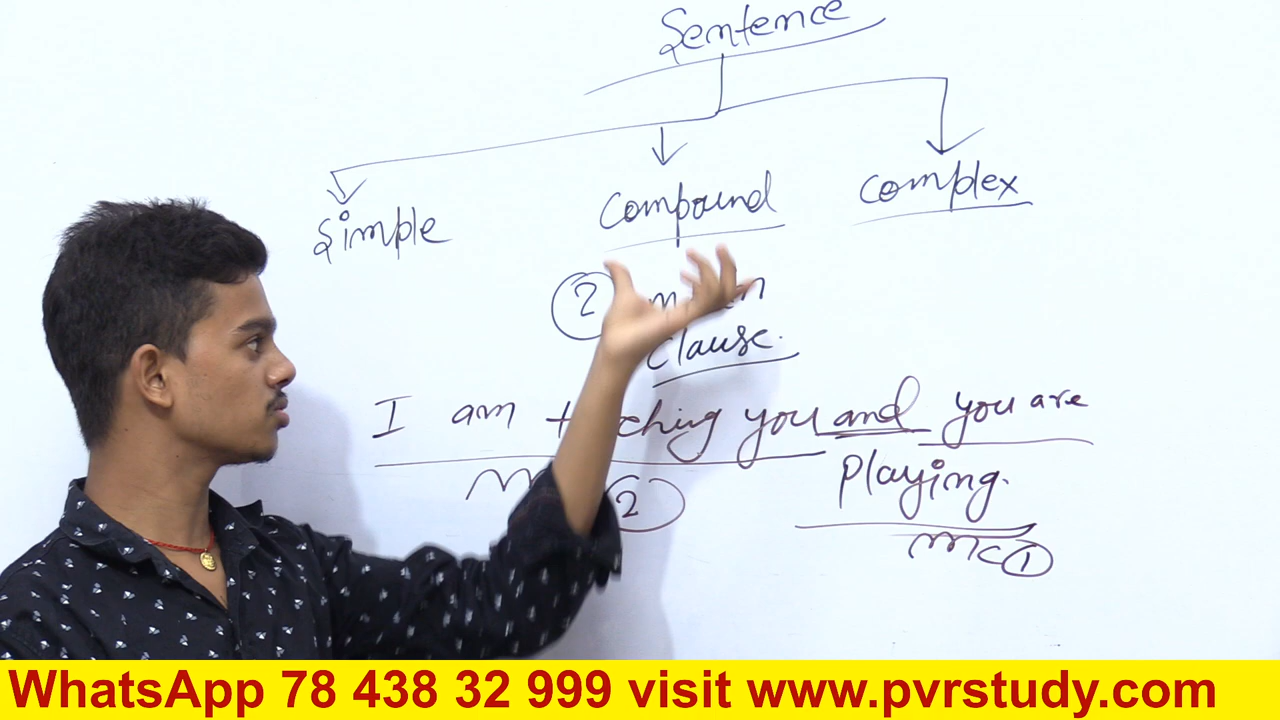 Sentence
Simple
compound
complex
2
clause.
I am you and you are
playing.
2
MC 1
WhatsApp 78 438 32 999 visit www.pvrstudy.com